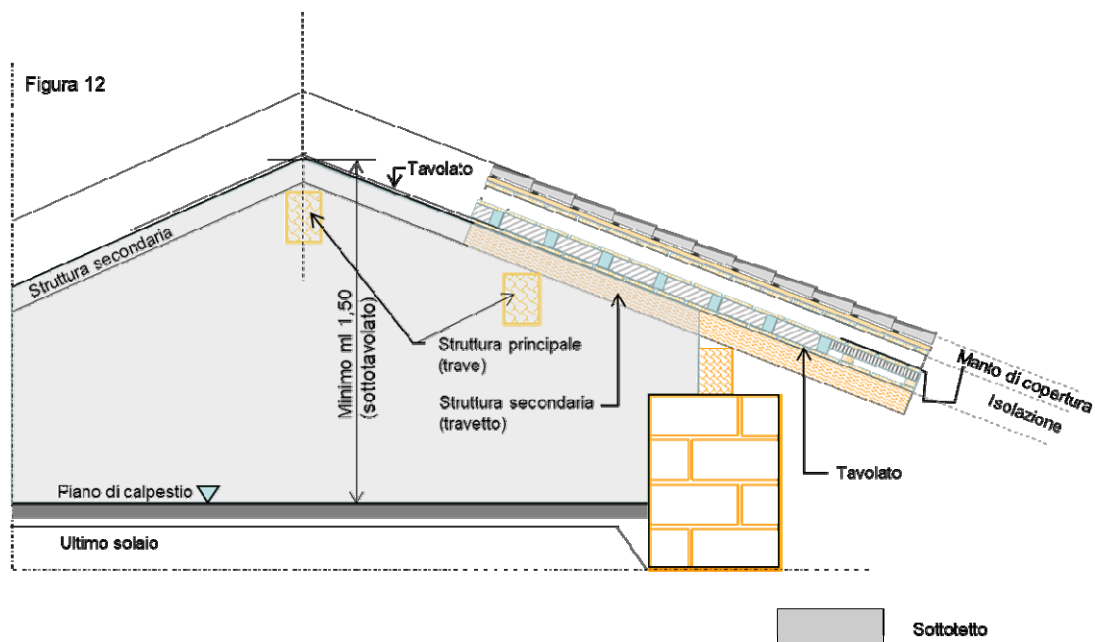 Figura 12
Tavolato
Struttura secondaria
Minimo ml 1,50
(sottotavolato)
Struttura principale
(trave)
Struttura secondaria
(travetto)
Manto di copertura
Isolazione
Tavolato
Piano di calpestio
Ultimo solaio
Sottotetto